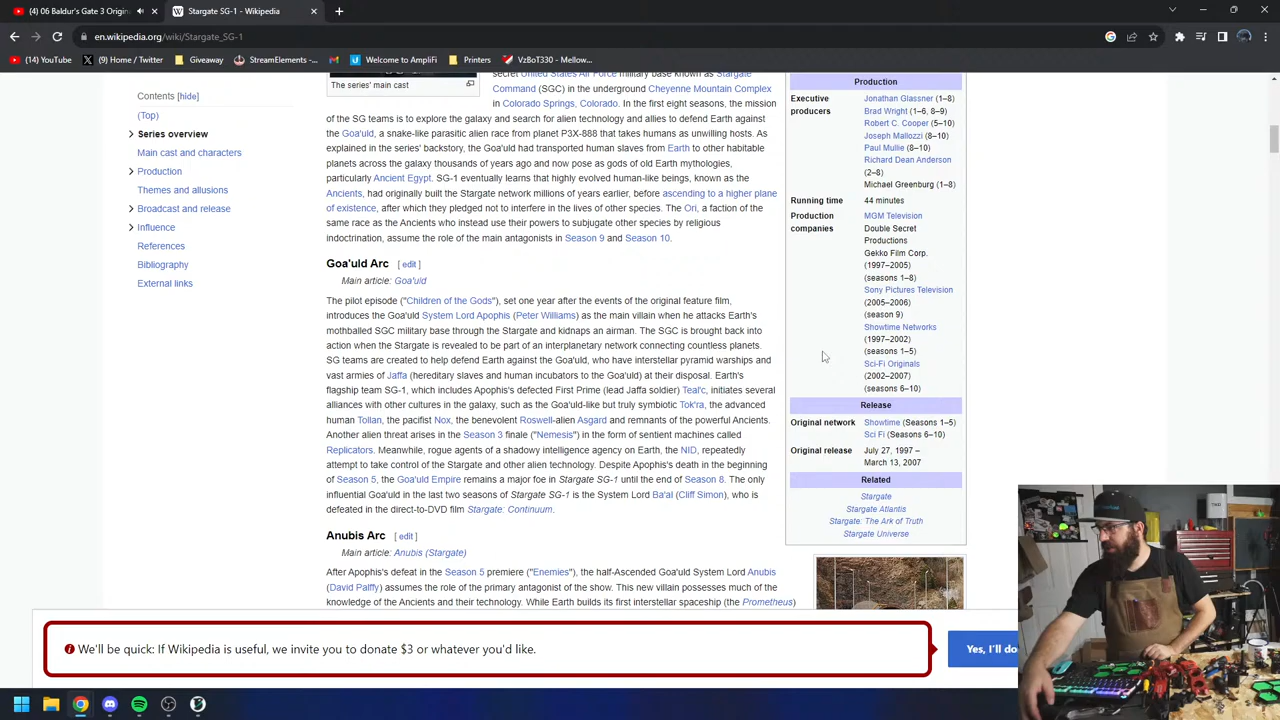 (4) 06 Baldur's Gate 3 Origin
Stargate SG-1 - Wikipedia
en.wikipedia.org/wiki/Stargate_SG-1
(14) YouTube
(9) Home / Twitter
Giveaway
StreamElements -...
Welcome to AmpliFi
Printers
VzBoT330 - Mellow...
Contents [hide]
(Top)
Series overview
Main cast and characters
Production
Themes and allusions
Broadcast and release
Influence
References
Bibliography
External links
The series' main cast
secret United States Air Force military base known as Stargate
Command (SGC) in the underground Cheyenne Mountain Complex
in Colorado Springs, Colorado. In the first eight seasons, the mission
of the SG teams is to explore the galaxy and search for alien technology and allies to defend Earth against
the Goa'uld, a snake-like parasitic alien race from planet P3X-888 that takes humans as unwilling hosts. As
explained in the series' backstory, the Goa'uld had transported human slaves from Earth to other habitable
planets across the galaxy thousands of years ago and now pose as gods of old Earth mythologies,
particularly Ancient Egypt. SG-1 eventually learns that highly evolved human-like beings, known as the
Ancients, had originally built the Stargate network millions of years earlier, before ascending to a higher plane
of existence, after which they pledged not to interfere in the lives of other species. The Ori, a faction of the
same race as the Ancients who instead use their powers to subjugate other species by religious
indoctrination, assume the role of the main antagonists in Season 9 and Season 10.
Goa'uld Arc [ edit ]
Main article: Goa'uld
The pilot episode ("Children of the Gods"), set one year after the events of the original feature film,
introduces the Goa'uld System Lord Apophis (Peter Williams) as the main villain when he attacks Earth's
mothballed SGC military base through the Stargate and kidnaps an airman. The SGC is brought back into
action when the Stargate is revealed to be part of an interplanetary network connecting countless planets.
SG teams are created to help defend Earth against the Goa'uld, who have interstellar pyramid warships and
vast armies of Jaffa (hereditary slaves and human incubators to the Goa'uld) at their disposal. Earth's
flagship team SG-1, which includes Apophis's defected First Prime (lead Jaffa soldier) Teal'c, initiates several
alliances with other cultures in the galaxy, such as the Goa'uld-like but truly symbiotic Tok'ra, the advanced
human Tollan, the pacifist Nox, the benevolent Roswell-alien Asgard and remnants of the powerful Ancients.
Another alien threat arises in the Season 3 finale ("Nemesis") in the form of sentient machines called
Replicators. Meanwhile, rogue agents of a shadowy intelligence agency on Earth, the NID, repeatedly
attempt to take control of the Stargate and other alien technology. Despite Apophis's death in the beginning
of Season 5, the Goa'uld Empire remains a major foe in Stargate SG-1 until the end of Season 8. The only
influential Goa'uld in the last two seasons of Stargate SG-1 is the System Lord Ba'al (Cliff Simon), who is
defeated in the direct-to-DVD film Stargate: Continuum.
Anubis Arc [ edit ]
Main article: Anubis (Stargate)
After Apophis's defeat in the Season 5 premiere ("Enemies"), the half-Ascended Goa'uld System Lord Anubis
(David Palffy) assumes the role of the primary antagonist of the show. This new villain possesses much of the
knowledge of the Ancients and their technology. While Earth builds its first interstellar spaceship (the Prometheus)
Production
Executive Jonathan Glassner (1–8)
producers Brad Wright (1–6, 8–9)
Robert C. Cooper (5–10)
Joseph Mallozzi (8–10)
Paul Mullie (8–10)
Richard Dean Anderson
(2–8)
Michael Greenburg (1–8)
Running time 44 minutes
Production MGM Television
companies Double Secret
Productions
Gekko Film Corp.
(1997–2005)
(seasons 1–8)
Sony Pictures Television
(2005–2006)
(season 9)
Showtime Networks
(1997–2002)
(seasons 1–5)
Sci-Fi Originals
(2002–2007)
(seasons 6–10)
Release
Original network Showtime (Seasons 1–5)
Sci Fi (Seasons 6–10)
Original release July 27, 1997 –
March 13, 2007
Related
Stargate
Stargate Atlantis
Stargate: The Ark of Truth
Stargate Universe
We'll be quick: If Wikipedia is useful, we invite you to donate $3 or whatever you'd like.
Yes, I'll do